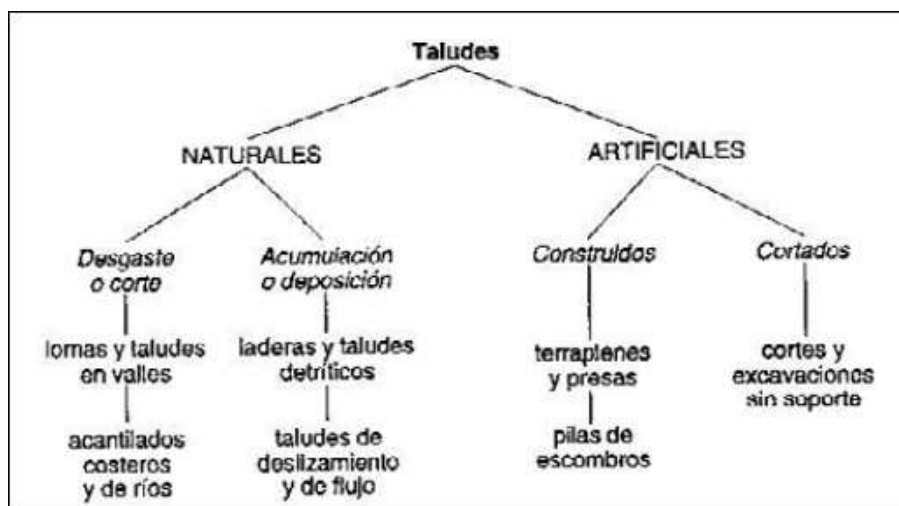 Taludes
NATURALES
ARTIFICIALES
Desgaste
o corte
Acumulación
o deposición
Construidos
Cortados
lomas y taludes
en valles
laderas y taludes
detríticos
terraplenes
y presas
cortes y
excavaciones
sin soporte
acantilados
costeros
y de ríos
taludes de
deslizamiento
y de flujo
pilas de
escombros